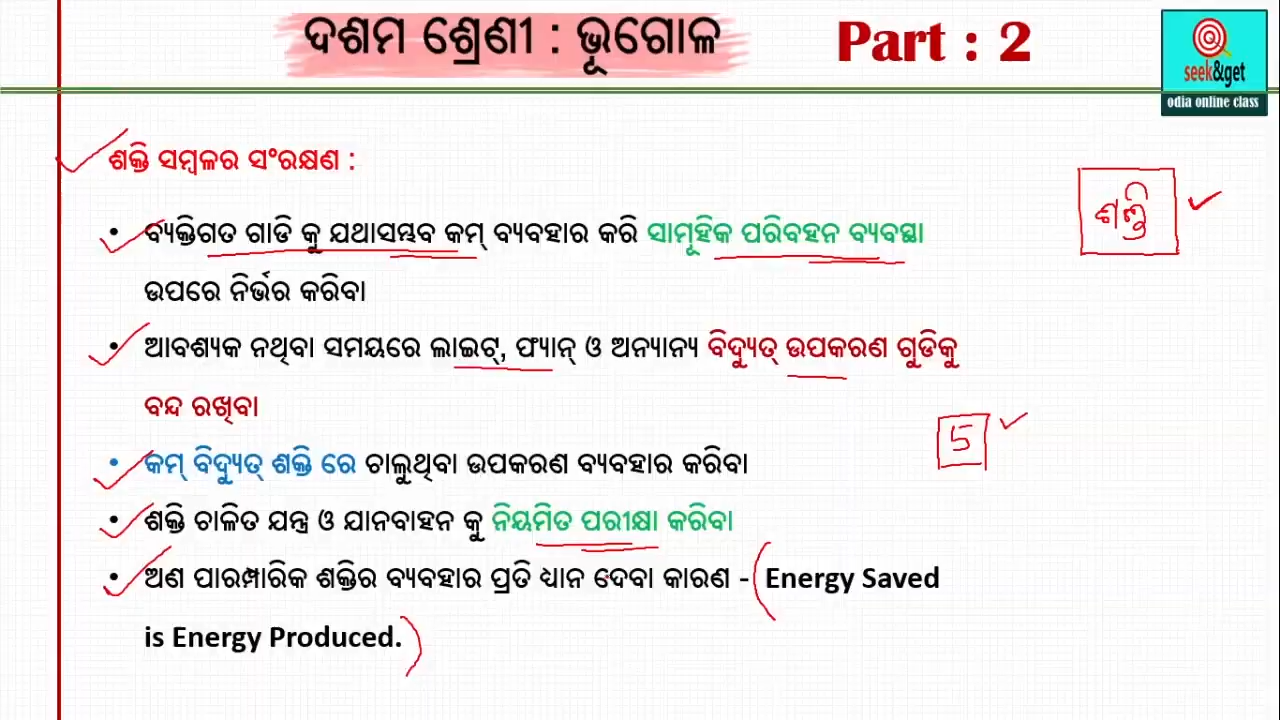 ଦଶମ ଶ୍ରେଣୀ : ଭୂଗୋଳ
Part : 2
seek&get
odia online class
ଶକ୍ତି ସମ୍ବଳର ସଂରକ୍ଷଣ :
ଶକ୍ତି
• ବ୍ୟକ୍ତିଗତ ଗାଡି କୁ ଯଥାସମ୍ଭବ କମ୍ ବ୍ୟବହାର କରି ସାମୂହିକ ପରିବହନ ବ୍ୟବସ୍ଥା
ଉପରେ ନିର୍ଭର କରିବା
• ଆବଶ୍ୟକ ନଥିବା ସମୟରେ ଲାଇଟ୍, ଫ୍ୟାନ୍ ଓ ଅନ୍ୟାନ୍ୟ ବିଦ୍ୟୁତ୍ ଉପକରଣ ଗୁଡିକୁ
ବନ୍ଦ ରଖିବା
5
• କମ୍ ବିଦ୍ୟୁତ୍ ଶକ୍ତି ରେ ଚାଲୁଥିବା ଉପକରଣ ବ୍ୟବହାର କରିବା
• ଶକ୍ତି ଚାଳିତ ଯନ୍ତ୍ର ଓ ଯାନବାହନ କୁ ନିୟମିତ ପରୀକ୍ଷା କରିବା
• ଅଣ ପାରମ୍ପାରିକ ଶକ୍ତିର ବ୍ୟବହାର ପ୍ରତି ଧ୍ୟାନ ଦେବା କାରଣ - (Energy Saved
is Energy Produced.)